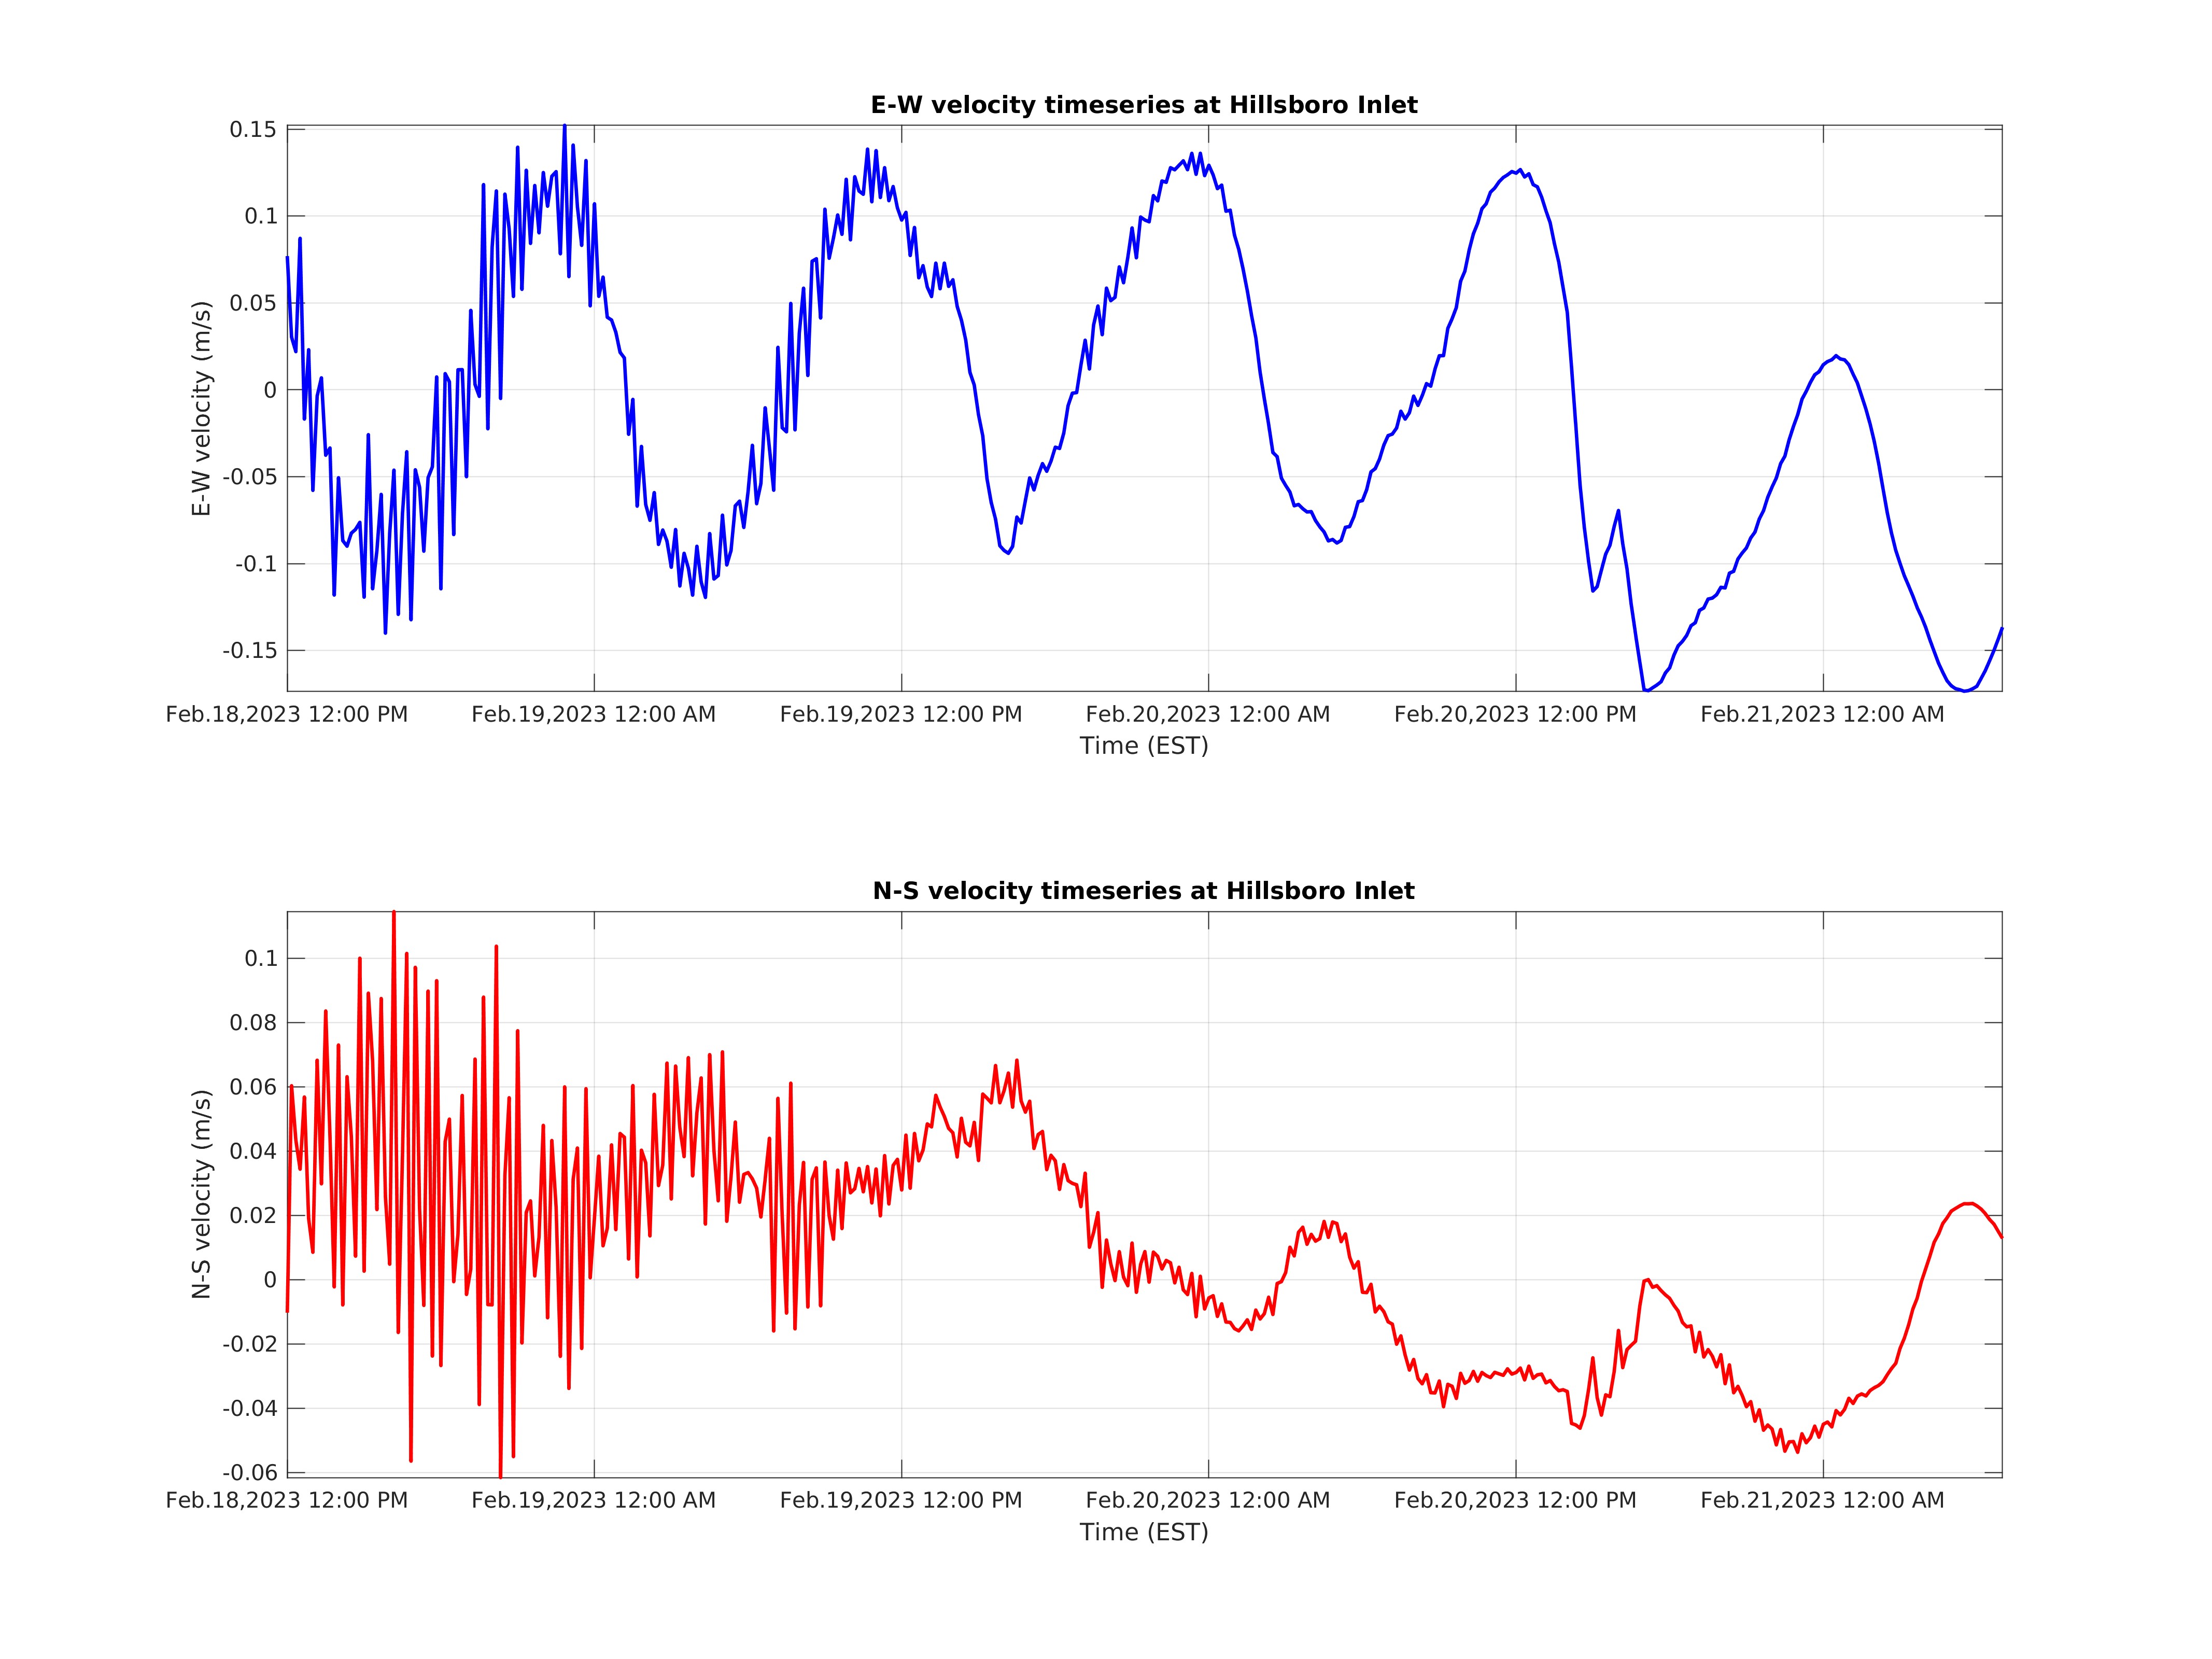 E-W velocity timeseries at Hillsboro Inlet
E-W velocity (m/s)
0.15
0.1
0.05
0
-0.05
-0.1
-0.15
Feb.18,2023 12:00 PM Feb.19,2023 12:00 AM Feb.19,2023 12:00 PM Feb.20,2023 12:00 AM Feb.20,2023 12:00 PM Feb.21,2023 12:00 AM
Time (EST)
N-S velocity timeseries at Hillsboro Inlet
N-S velocity (m/s)
0.1
0.08
0.06
0.04
0.02
0
-0.02
-0.04
-0.06
Feb.18,2023 12:00 PM Feb.19,2023 12:00 AM Feb.19,2023 12:00 PM Feb.20,2023 12:00 AM Feb.20,2023 12:00 PM Feb.21,2023 12:00 AM
Time (EST)